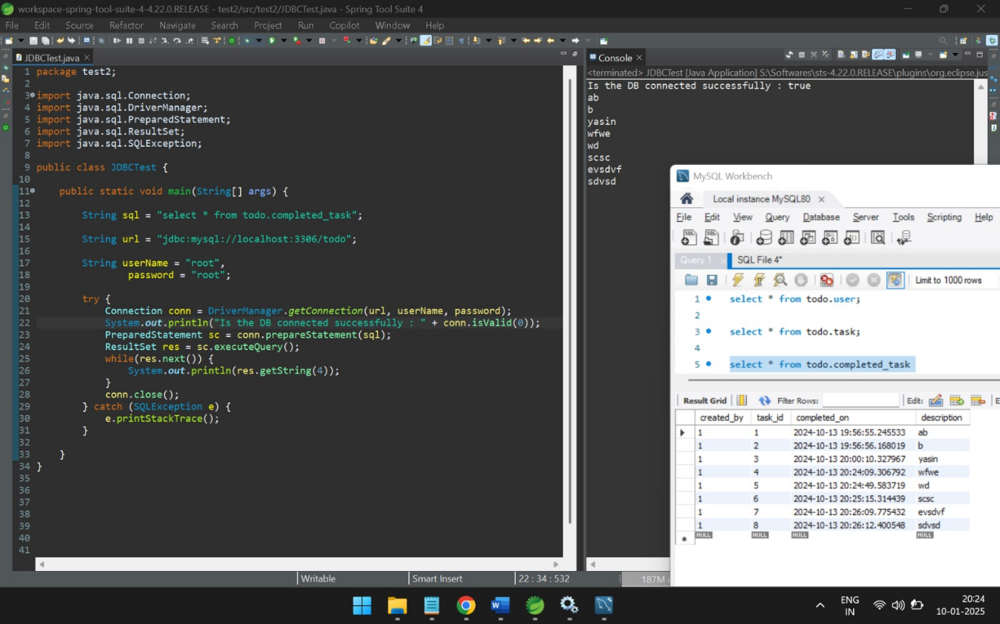 workspace-spring-tool-suite-4-4.22.0.RELEASE - test2/src/test2/JDBCTest.java - Spring Tool Suite 4
File Edit Source Refactor Navigate Search Project Run Copilot Window Help
JDBCTest.java
1 package test2;
2
3 import java.sql.Connection;
4 import java.sql.DriverManager;
5 import java.sql.PreparedStatement;
6 import java.sql.ResultSet;
7 import java.sql.SQLException;
8
9 public class JDBCTest {
10
11 public static void main(String[] args) {
12
13 String sql = "select * from todo.completed_task";
14
15 String url = "jdbc:mysql://localhost:3306/todo";
16
17 String userName = "root",
18 password = "root";
19
20 try {
21 Connection conn = DriverManager.getConnection(url, userName, password);
22 System.out.println("Is the DB connected successfully : " + conn.isValid(0));
23 PreparedStatement sc = conn.prepareStatement(sql);
24 ResultSet res = sc.executeQuery();
25 while(res.next()) {
26 System.out.println(res.getString(4));
27 }
28 conn.close();
29 } catch (SQLException e) {
30 e.printStackTrace();
31 }
32
33 }
34 }
35
36
37
38
39
40
41
Writable Smart Insert 22 : 34 : 532 187M
Console
<terminated> JDBCTest [Java Application] S:\Softwares\sts-4.22.0.RELEASE\plugins\org.eclipse.jus
Is the DB connected successfully : true
ab
b
yasin
wfwe
wd
scsc
evsdvf
sdvsd
MySQL Workbench
Local instance MySQL80
File Edit View Query Database Server Tools Scripting Help
Query 1 SQL File 4*
Limit to 1000 rows
1 select * from todo.user;
2
3 select * from todo.task;
4
5 select * from todo.completed_task
Result Grid Filter Rows: Edit:
created_by task_id completed_on description
1 1 2024-10-13 19:56:55.245533 ab
1 2 2024-10-13 19:56:56.168019 b
1 3 2024-10-13 20:00:10.327967 yasin
1 4 2024-10-13 20:24:09.306792 wfwe
1 5 2024-10-13 20:24:49.583719 wd
1 6 2024-10-13 20:25:15.314439 scsc
1 7 2024-10-13 20:26:09.775432 evsdvf
1 8 2024-10-13 20:26:12.400548 sdvsd
NULL NULL NULL NULL
ENG
IN
20:24
10-01-2025